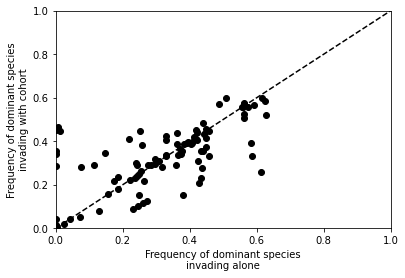 Frequency of dominant species
invading with cohort
1.0
0.8
0.6
0.4
0.2
0.0
0.0 0.2 0.4 0.6 0.8 1.0
Frequency of dominant species
invading alone